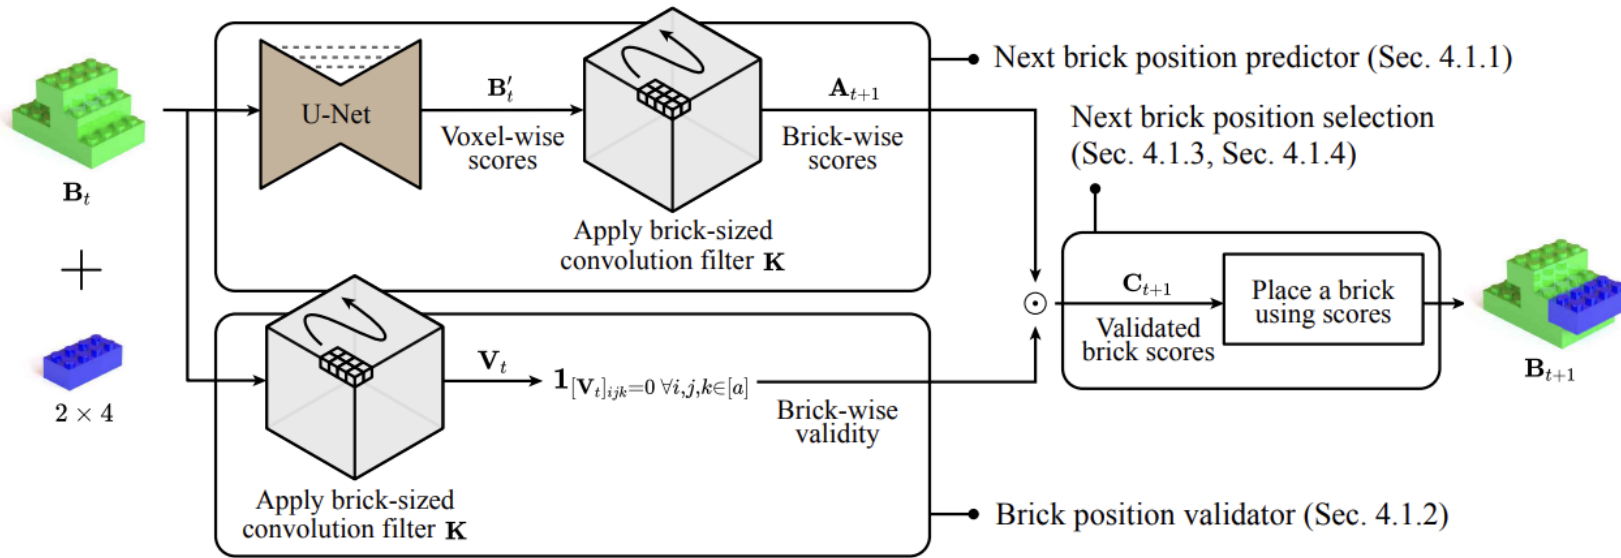 U-Net
B′ₜ
Voxel-wise
scores
Aₜ₊₁
Brick-wise
scores
Next brick position predictor (Sec. 4.1.1)
Next brick position selection
(Sec. 4.1.3, Sec. 4.1.4)
Bₜ
+
2 × 4
Apply brick-sized
convolution filter K
Vₜ
𝟏_{[Vₜ]ᵢⱼₖ=0 ∀i,j,k∈[a]}
Brick-wise
validity
Apply brick-sized
convolution filter K
⊙
Cₜ₊₁
Validated
brick scores
Place a brick
using scores
Bₜ₊₁
Brick position validator (Sec. 4.1.2)